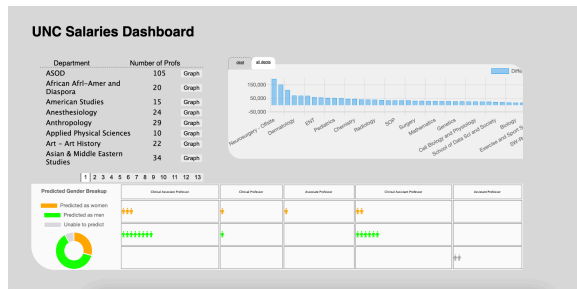 UNC Salaries Dashboard
Department Number of Profs
ASOD 105 Graph
African Afri-Amer and Diaspora 20 Graph
American Studies 15 Graph
Anesthesiology 24 Graph
Anthropology 29 Graph
Applied Physical Sciences 10 Graph
Art - Art History 22 Graph
Asian & Middle Eastern Studies 34 Graph
1 2 3 4 5 6 7 8 9 10 11 12 13
Diffe
150,000
50,000
-50,000
Neurosurgery - Offsite
Dermatology
ENT
Pediatrics
Chemistry
Radiology
SOP
Surgery
Mathematics
Cell Biology and Physiology
Genetics
School of Data Sci and Society
Biology
Exercise and Sport S
Predicted Gender Breakup
Predicted as women
Predicted as men
Unable to predict
Clinical Associate Professor
Clinical Professor
Associate Professor
Clinical Assistant Professor
Assistant Professor